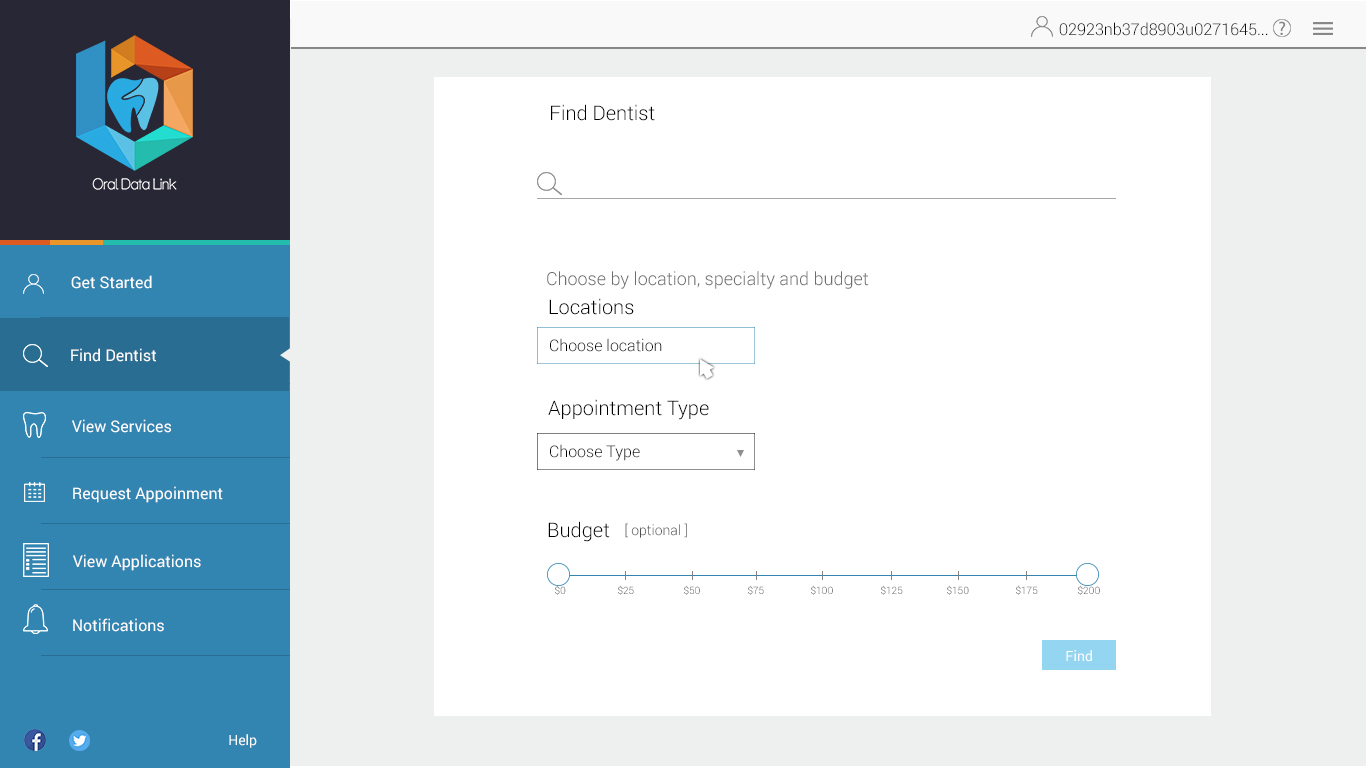 Oral Data Link
Get Started
Find Dentist
View Services
Request Appoinment
View Applications
Notifications
Help
02923nb37d8903u0271645...
Find Dentist
Choose by location, specialty and budget
Locations
Choose location
Appointment Type
Choose Type
Budget [ optional ]
$0 $25 $50 $75 $100 $125 $150 $175 $200
Find